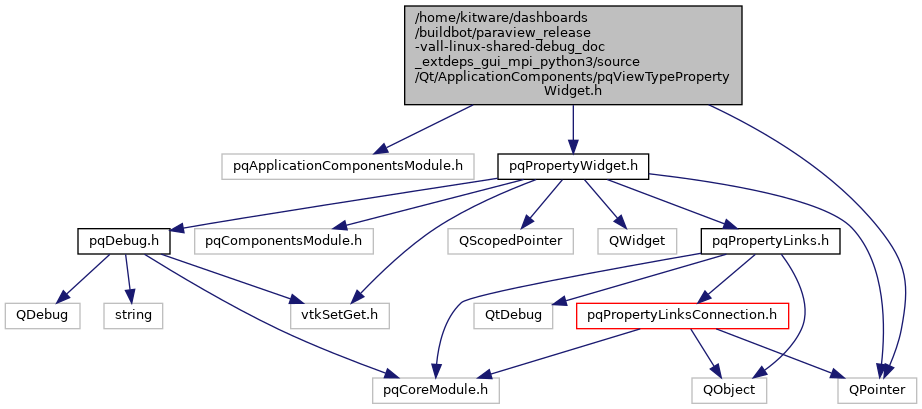 /home/kitware/dashboards
/buildbot/paraview_release
-vall-linux-shared-debug_doc
_extdeps_gui_mpi_python3/source
/Qt/ApplicationComponents/pqViewTypeProperty
Widget.h
pqApplicationComponentsModule.h
pqPropertyWidget.h
pqDebug.h
pqComponentsModule.h
QScopedPointer
QWidget
pqPropertyLinks.h
QDebug
string
vtkSetGet.h
QtDebug
pqPropertyLinksConnection.h
pqCoreModule.h
QObject
QPointer